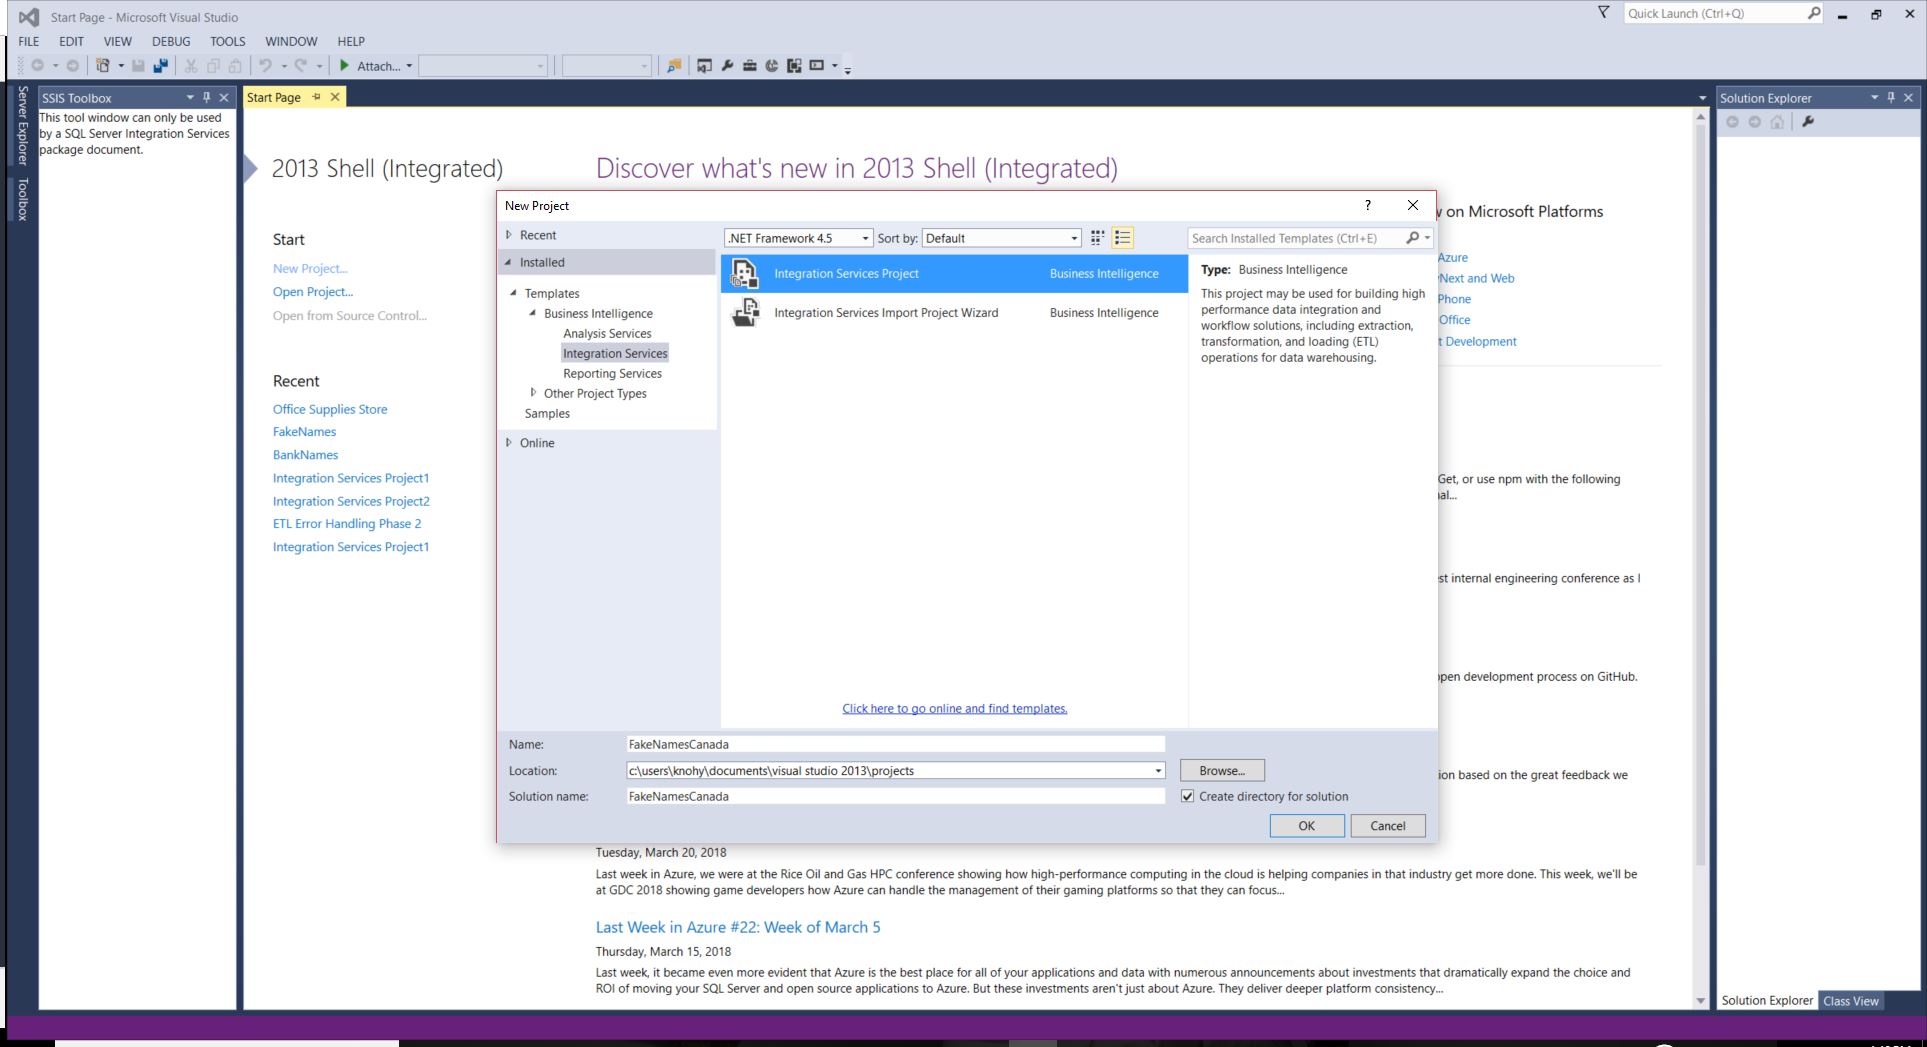 Start Page - Microsoft Visual Studio
Quick Launch (Ctrl+Q)
FILE EDIT VIEW DEBUG TOOLS WINDOW HELP
Attach...
Server Explorer
Toolbox
SSIS Toolbox
This tool window can only be used
by a SQL Server Integration Services
package document.
Start Page
2013 Shell (Integrated)
Start
New Project...
Open Project...
Open from Source Control...
Recent
Office Supplies Store
FakeNames
BankNames
Integration Services Project1
Integration Services Project2
ETL Error Handling Phase 2
Integration Services Project1
Discover what's new in 2013 Shell (Integrated)
New Project
?
Recent
Installed
Templates
Business Intelligence
Analysis Services
Integration Services
Reporting Services
Other Project Types
Samples
Online
.NET Framework 4.5 Sort by: Default
Search Installed Templates (Ctrl+E)
Integration Services Project Business Intelligence
Integration Services Import Project Wizard Business Intelligence
Click here to go online and find templates.
Type: Business Intelligence
This project may be used for building high
performance data integration and
workflow solutions, including extraction,
transformation, and loading (ETL)
operations for data warehousing.
Name: FakeNamesCanada
Location: c:\users\knohy\documents\visual studio 2013\projects
Browse...
Solution name: FakeNamesCanada
Create directory for solution
OK Cancel
on Microsoft Platforms
Azure
Next and Web
Phone
Office
t Development
Get, or use npm with the following
al...
st internal engineering conference as I
pen development process on GitHub.
ion based on the great feedback we
Tuesday, March 20, 2018
Last week in Azure, we were at the Rice Oil and Gas HPC conference showing how high-performance computing in the cloud is helping companies in that industry get more done. This week, we'll be
at GDC 2018 showing game developers how Azure can handle the management of their gaming platforms so that they can focus...
Last Week in Azure #22: Week of March 5
Thursday, March 15, 2018
Last week, it became even more evident that Azure is the best place for all of your applications and data with numerous announcements about investments that dramatically expand the choice and
ROI of moving your SQL Server and open source applications to Azure. But these investments aren't just about Azure. They deliver deeper platform consistency...
Solution Explorer
Solution Explorer Class View